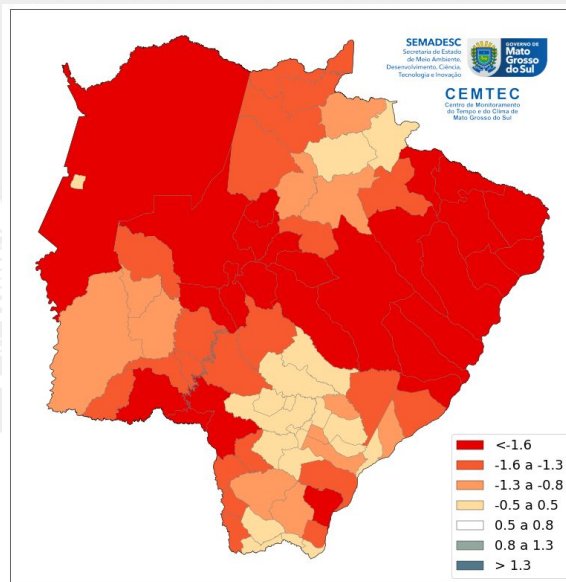 SEMADESC
Secretaria de Estado
de Meio Ambiente,
Desenvolvimento, Ciência,
Tecnologia e Inovação
GOVERNO DE
Mato
Grosso
do Sul
CEMTEC
Centro de Monitoramento
do Tempo e do Clima de
Mato Grosso do Sul
<-1.6
-1.6 a -1.3
-1.3 a -0.8
-0.5 a 0.5
0.5 a 0.8
0.8 a 1.3
> 1.3